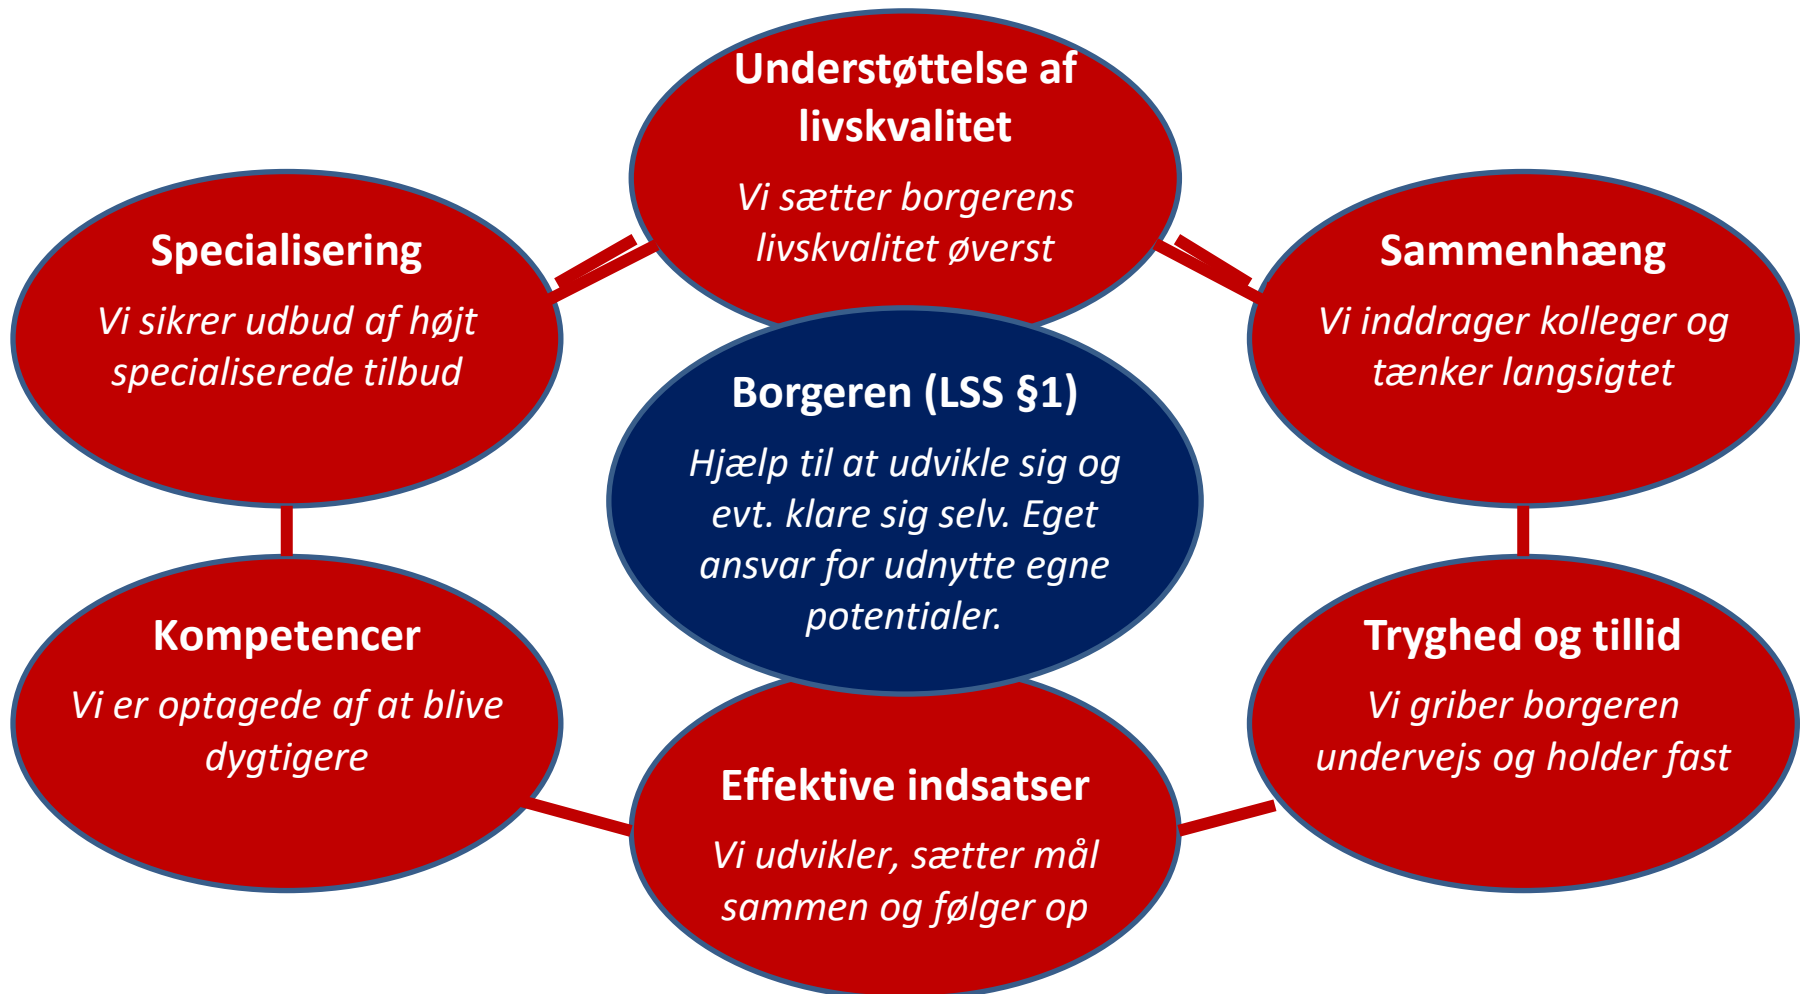 Understøttelse af
livskvalitet
Vi sætter borgerens
livskvalitet øverst
Specialisering
Vi sikrer udbud af højt
specialiserede tilbud
Sammenhæng
Vi inddrager kolleger og
tænker langsigtet
Borgeren (LSS §1)
Hjælp til at udvikle sig og
evt. klare sig selv. Eget
ansvar for udnytte egne
potentialer.
Kompetencer
Vi er optagede af at blive
dygtigere
Tryghed og tillid
Vi griber borgeren
undervejs og holder fast
Effektive indsatser
Vi udvikler, sætter mål
sammen og følger op